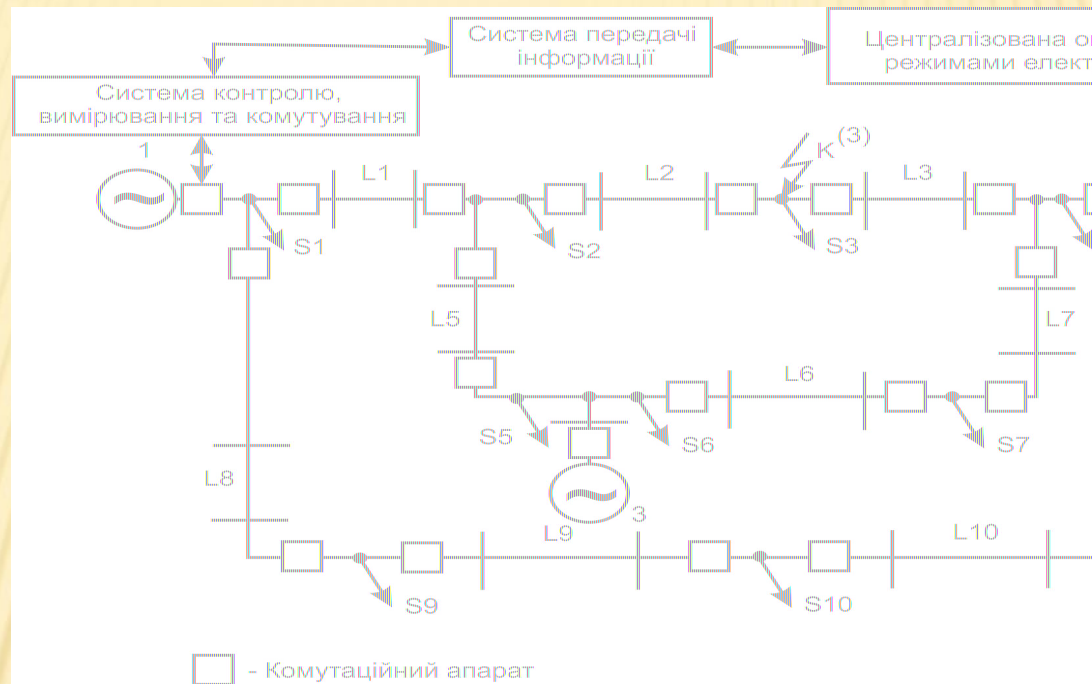 Система передачі
інформації
Централізована
режимами
Система контролю,
вимірювання та комутування
1
K(3)
L1
L2
L3
S1
S2
S3
L5
L7
L6
S5
S6
S7
L8
3
L9
L10
S9
S10
- Комутаційний апарат